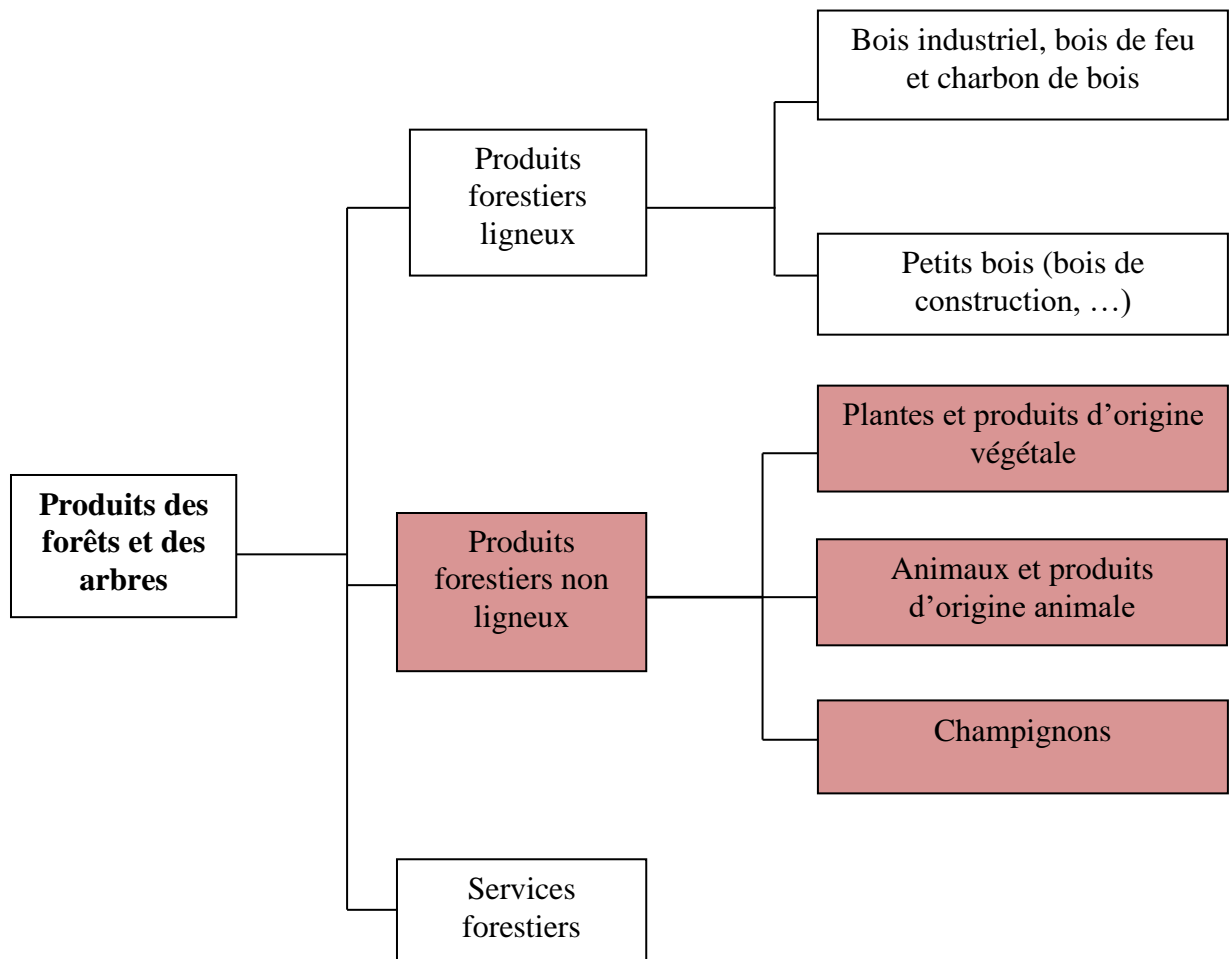 Bois industriel, bois de feu
et charbon de bois
Produits
forestiers
ligneux
Petits bois (bois de
construction, …)
Plantes et produits d’origine
végétale
Produits des
forêts et des
arbres
Produits
forestiers non
ligneux
Animaux et produits
d’origine animale
Champignons
Services
forestiers